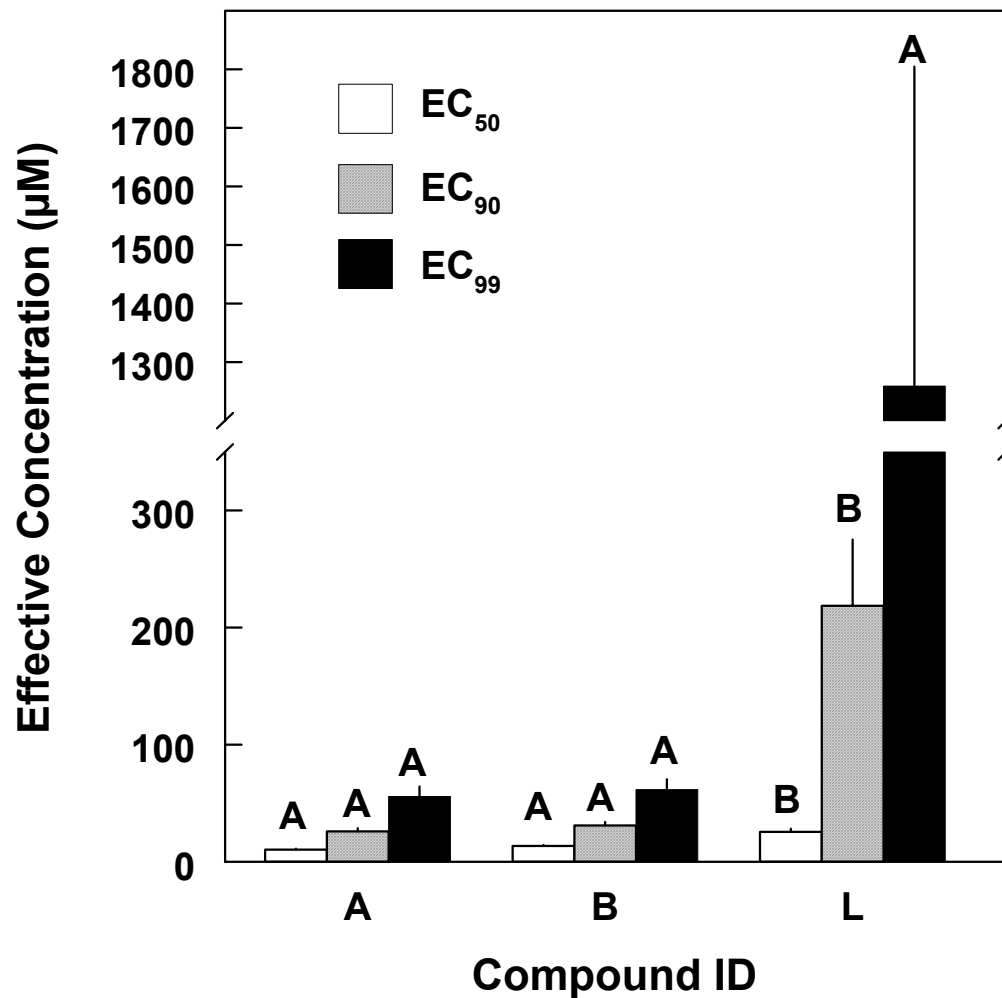 Effective Concentration (µM)
1800
1700
1600
1500
1400
1300
300
200
100
0
EC50
EC90
EC99
A
A
A
A
A
A
B
B
A
A
B
L
Compound ID